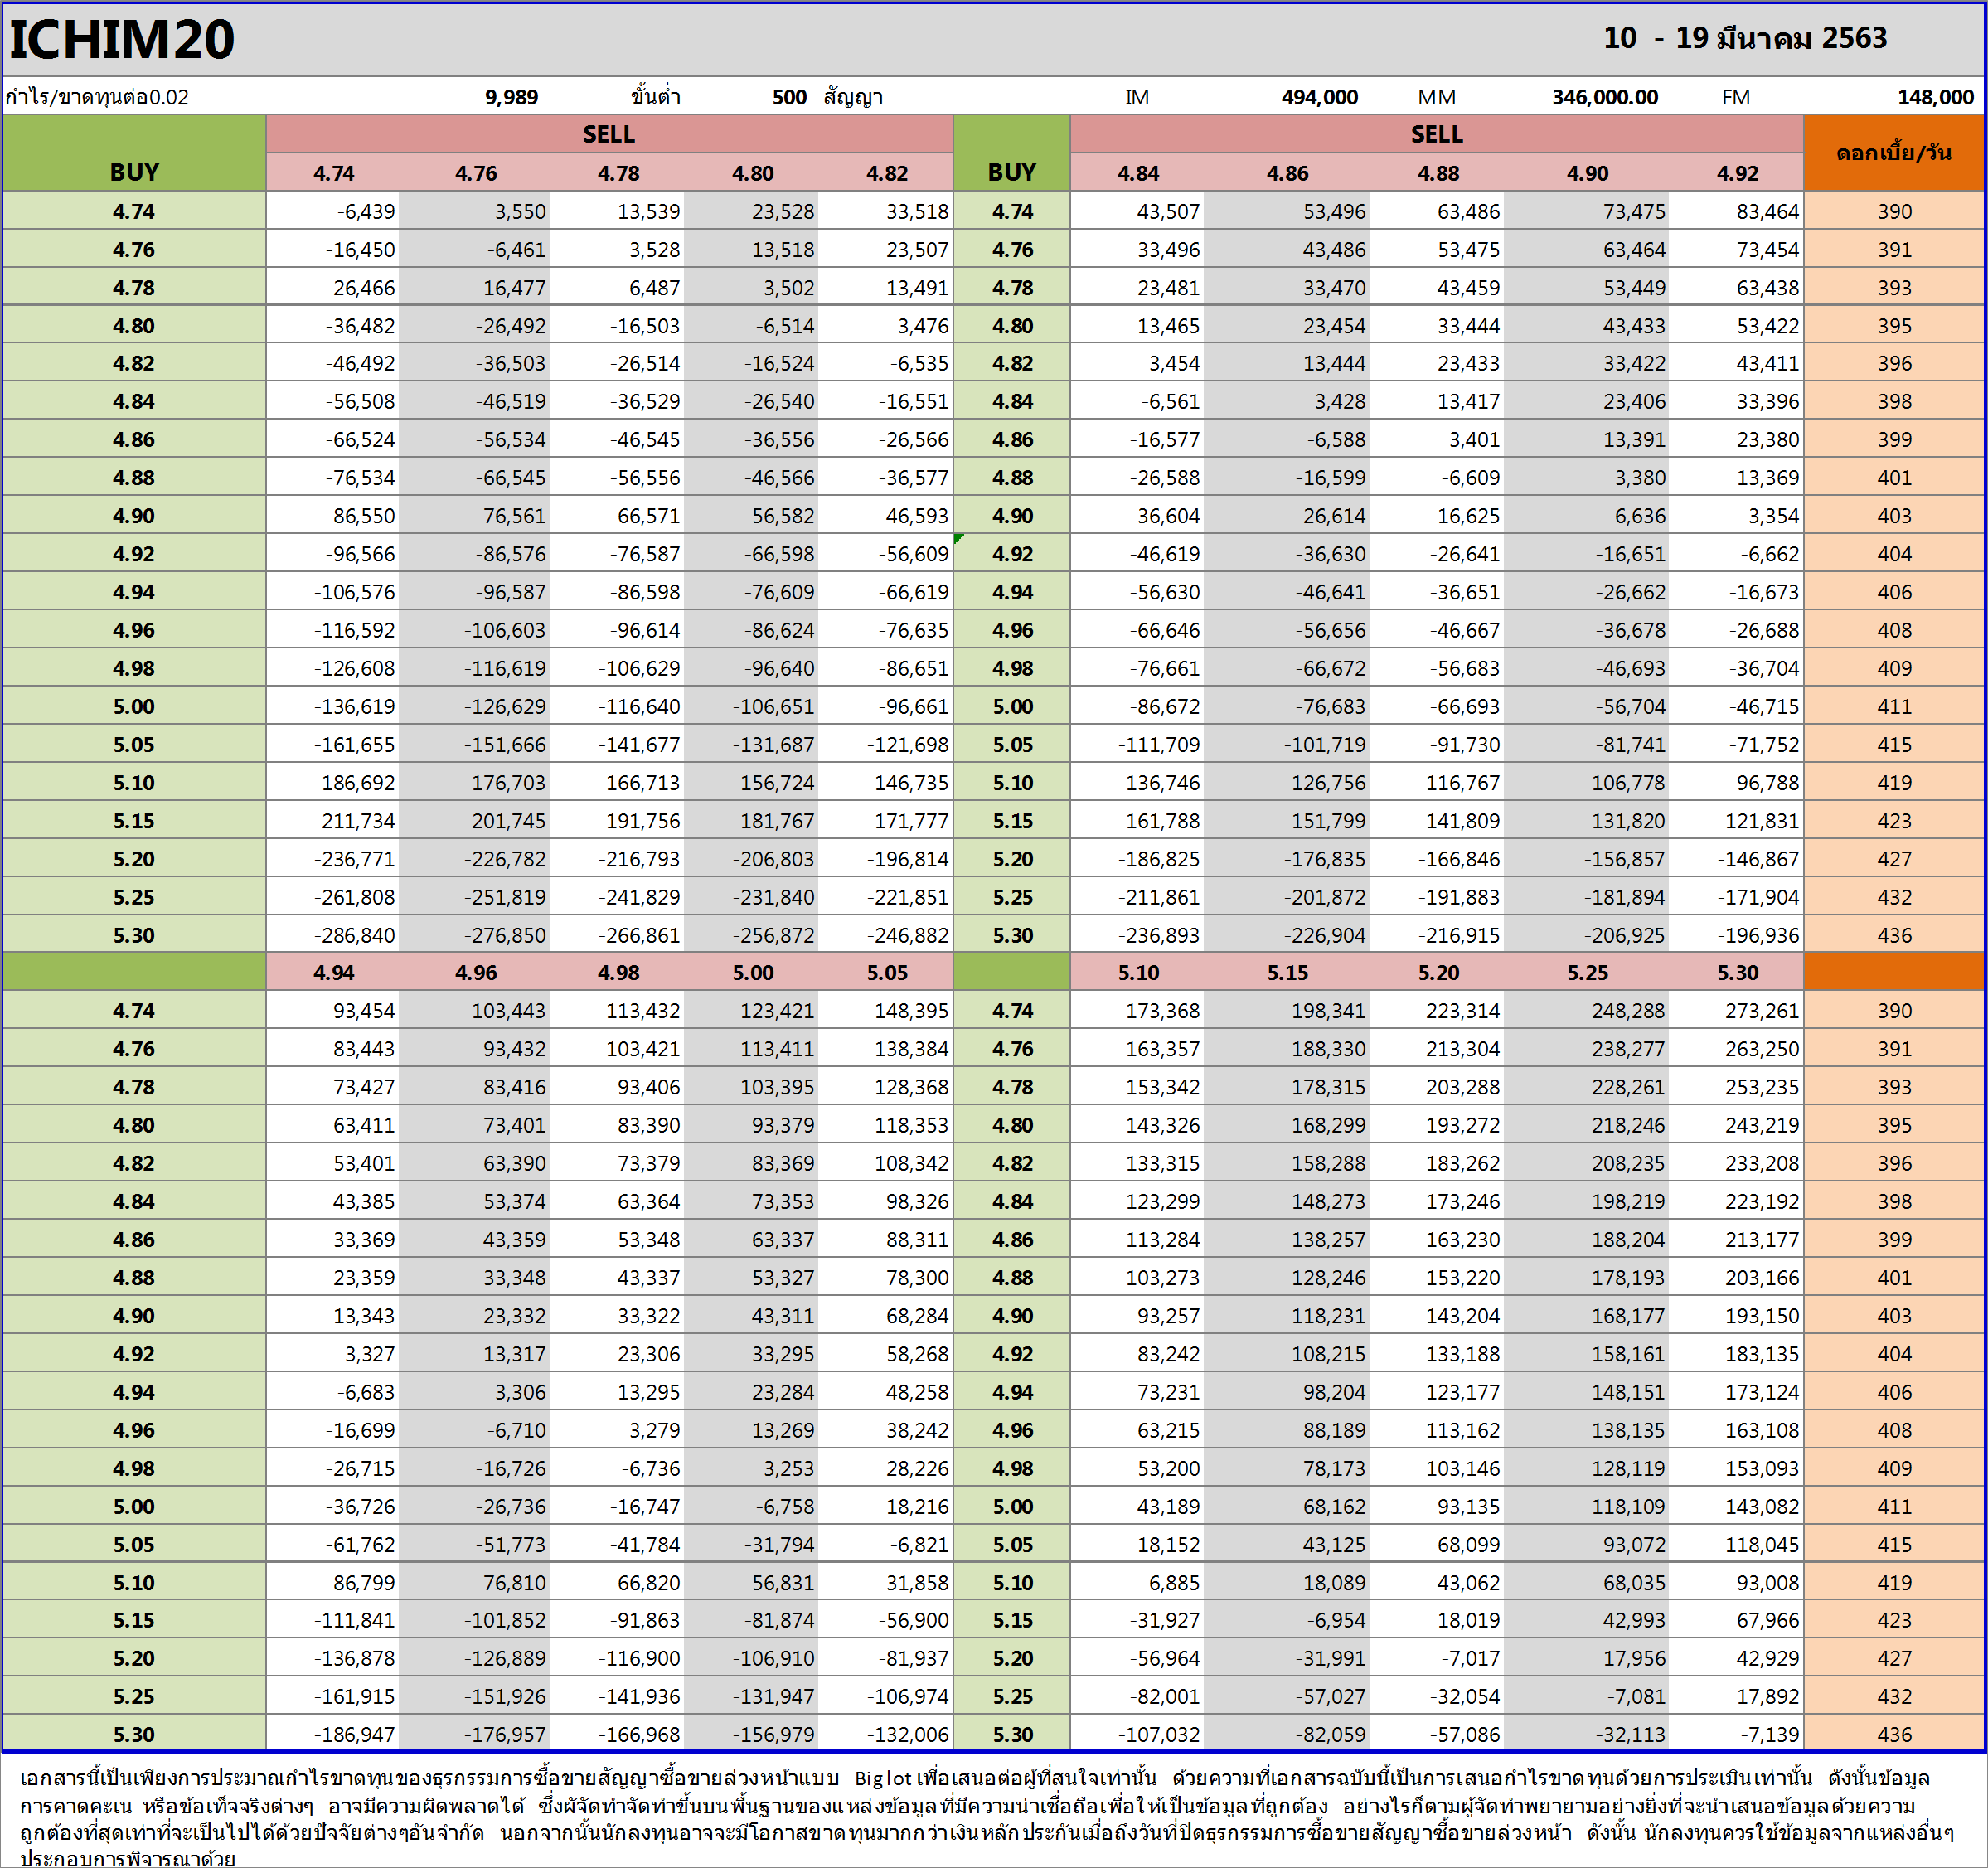 ICHIM20 10 - 19 มีนาคม 2563
กำไร/ขาดทุนต่อ0.02 9,989 ขั้นต่ำ 500 สัญญา IM 494,000 MM 346,000.00 FM 148,000
SELL SELL ดอกเบี้ย/วัน
BUY 4.74 4.76 4.78 4.80 4.82 BUY 4.84 4.86 4.88 4.90 4.92
4.74 -6,439 3,550 13,539 23,528 33,518 4.74 43,507 53,496 63,486 73,475 83,464 390
4.76 -16,450 -6,461 3,528 13,518 23,507 4.76 33,496 43,486 53,475 63,464 73,454 391
4.78 -26,466 -16,477 -6,487 3,502 13,491 4.78 23,481 33,470 43,459 53,449 63,438 393
4.80 -36,482 -26,492 -16,503 -6,514 3,476 4.80 13,465 23,454 33,444 43,433 53,422 395
4.82 -46,492 -36,503 -26,514 -16,524 -6,535 4.82 3,454 13,444 23,433 33,422 43,411 396
4.84 -56,508 -46,519 -36,529 -26,540 -16,551 4.84 -6,561 3,428 13,417 23,406 33,396 398
4.86 -66,524 -56,534 -46,545 -36,556 -26,566 4.86 -16,577 -6,588 3,401 13,391 23,380 399
4.88 -76,534 -66,545 -56,556 -46,566 -36,577 4.88 -26,588 -16,599 -6,609 3,380 13,369 401
4.90 -86,550 -76,561 -66,571 -56,582 -46,593 4.90 -36,604 -26,614 -16,625 -6,636 3,354 403
4.92 -96,566 -86,576 -76,587 -66,598 -56,609 4.92 -46,619 -36,630 -26,641 -16,651 -6,662 404
4.94 -106,576 -96,587 -86,598 -76,609 -66,619 4.94 -56,630 -46,641 -36,651 -26,662 -16,673 406
4.96 -116,592 -106,603 -96,614 -86,624 -76,635 4.96 -66,646 -56,656 -46,667 -36,678 -26,688 408
4.98 -126,608 -116,619 -106,629 -96,640 -86,651 4.98 -76,661 -66,672 -56,683 -46,693 -36,704 409
5.00 -136,619 -126,629 -116,640 -106,651 -96,661 5.00 -86,672 -76,683 -66,693 -56,704 -46,715 411
5.05 -161,655 -151,666 -141,677 -131,687 -121,698 5.05 -111,709 -101,719 -91,730 -81,741 -71,752 415
5.10 -186,692 -176,703 -166,713 -156,724 -146,735 5.10 -136,746 -126,756 -116,767 -106,778 -96,788 419
5.15 -211,734 -201,745 -191,756 -181,767 -171,777 5.15 -161,788 -151,799 -141,809 -131,820 -121,831 423
5.20 -236,771 -226,782 -216,793 -206,803 -196,814 5.20 -186,825 -176,835 -166,846 -156,857 -146,867 427
5.25 -261,808 -251,819 -241,829 -231,840 -221,851 5.25 -211,861 -201,872 -191,883 -181,894 -171,904 432
5.30 -286,840 -276,850 -266,861 -256,872 -246,882 5.30 -236,893 -226,904 -216,915 -206,925 -196,936 436
4.94 4.96 4.98 5.00 5.05 5.10 5.15 5.20 5.25 5.30
4.74 93,454 103,443 113,432 123,421 148,395 4.74 173,368 198,341 223,314 248,288 273,261 390
4.76 83,443 93,432 103,421 113,411 138,384 4.76 163,357 188,330 213,304 238,277 263,250 391
4.78 73,427 83,416 93,406 103,395 128,368 4.78 153,342 178,315 203,288 228,261 253,235 393
4.80 63,411 73,401 83,390 93,379 118,353 4.80 143,326 168,299 193,272 218,246 243,219 395
4.82 53,401 63,390 73,379 83,369 108,342 4.82 133,315 158,288 183,262 208,235 233,208 396
4.84 43,385 53,374 63,364 73,353 98,326 4.84 123,299 148,273 173,246 198,219 223,192 398
4.86 33,369 43,359 53,348 63,337 88,311 4.86 113,284 138,257 163,230 188,204 213,177 399
4.88 23,359 33,348 43,337 53,327 78,300 4.88 103,273 128,246 153,220 178,193 203,166 401
4.90 13,343 23,332 33,322 43,311 68,284 4.90 93,257 118,231 143,204 168,177 193,150 403
4.92 3,327 13,317 23,306 33,295 58,268 4.92 83,242 108,215 133,188 158,161 183,135 404
4.94 -6,683 3,306 13,295 23,284 48,258 4.94 73,231 98,204 123,177 148,151 173,124 406
4.96 -16,699 -6,710 3,279 13,269 38,242 4.96 63,215 88,189 113,162 138,135 163,108 408
4.98 -26,715 -16,726 -6,736 3,253 28,226 4.98 53,200 78,173 103,146 128,119 153,093 409
5.00 -36,726 -26,736 -16,747 -6,758 18,216 5.00 43,189 68,162 93,135 118,109 143,082 411
5.05 -61,762 -51,773 -41,784 -31,794 -6,821 5.05 18,152 43,125 68,099 93,072 118,045 415
5.10 -86,799 -76,810 -66,820 -56,831 -31,858 5.10 -6,885 18,089 43,062 68,035 93,008 419
5.15 -111,841 -101,852 -91,863 -81,874 -56,900 5.15 -31,927 -6,954 18,019 42,993 67,966 423
5.20 -136,878 -126,889 -116,900 -106,910 -81,937 5.20 -56,964 -31,991 -7,017 17,956 42,929 427
5.25 -161,915 -151,926 -141,936 -131,947 -106,974 5.25 -82,001 -57,027 -32,054 -7,081 17,892 432
5.30 -186,947 -176,957 -166,968 -156,979 -132,006 5.30 -107,032 -82,059 -57,086 -32,113 -7,139 436
เอกสารนี้เป็นเพียงการประมาณกำไรขาดทุนของธุรกรรมการซื้อขายสัญญาซื้อขายล่วงหน้าแบบ Big lot เพื่อเสนอต่อผู้ที่สนใจเท่านั้น ด้วยความที่เอกสารฉบับนี้เป็นการเสนอกำไรขาดทุนด้วยการประเมินเท่านั้น ดังนั้นข้อมูล
การคาดคะเน หรือข้อเท็จจริงต่างๆ อาจมีความผิดพลาดได้ ซึ่งผัจัดทำจัดทำขึ้นบนพื้นฐานของแหล่งข้อมูลที่มีความน่าเชื่อถือเพื่อให้เป็นข้อมูลที่ถูกต้อง อย่างไรก็ตามผู้จัดทำพยายามอย่างยิ่งที่จะนำเสนอข้อมูลด้วยความ
ถูกต้องที่สุดเท่าที่จะเป็นไปได้ด้วยปัจจัยต่างๆอันจำกัด นอกจากนั้นนักลงทุนอาจจะมีโอกาสขาดทุนมากกว่าเงินหลักประกันเมื่อถึงวันที่ปิดธุรกรรมการซื้อขายสัญญาซื้อขายล่วงหน้า ดังนั้น นักลงทุนควรใช้ข้อมูลจากแหล่งอื่นๆ
ประกอบการพิจารณาด้วย